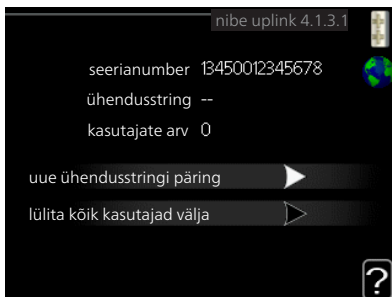 nibe uplink 4.1.3.1
seerianumber 13450012345678
ühendusstring --
kasutajate arv 0
uue ühendusstringi päring
lülita kõik kasutajad välja
?